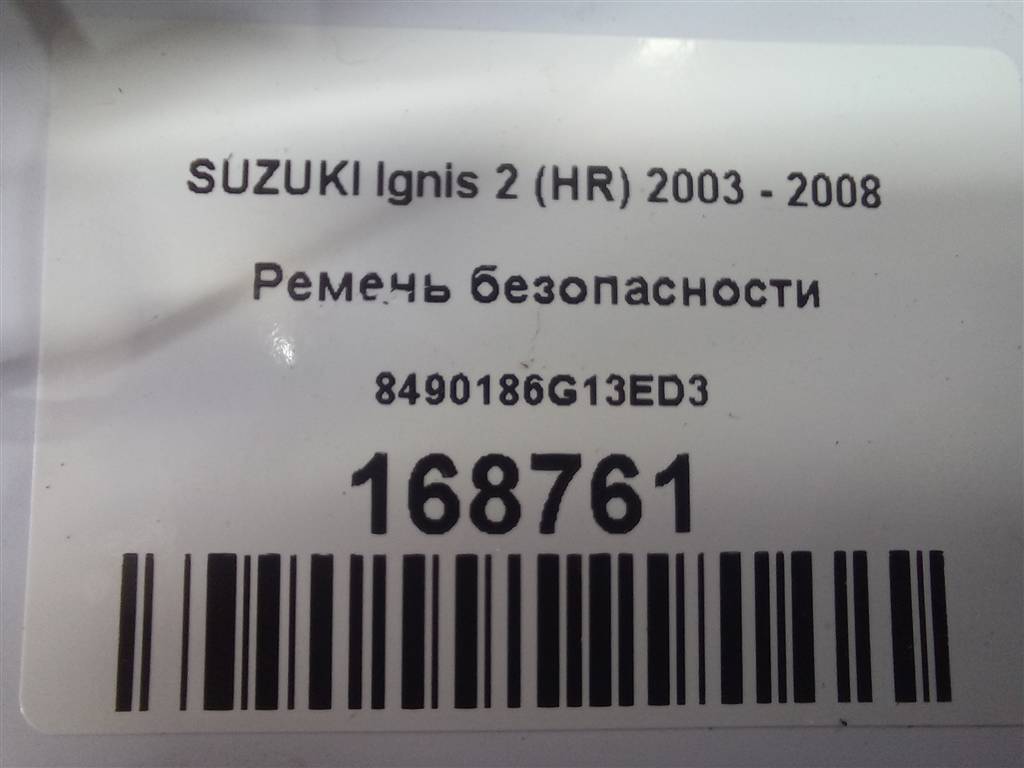 SUZUKI Ignis 2 (HR) 2003 - 2008
Ремечь безопасности
8490186G13ED3
168761